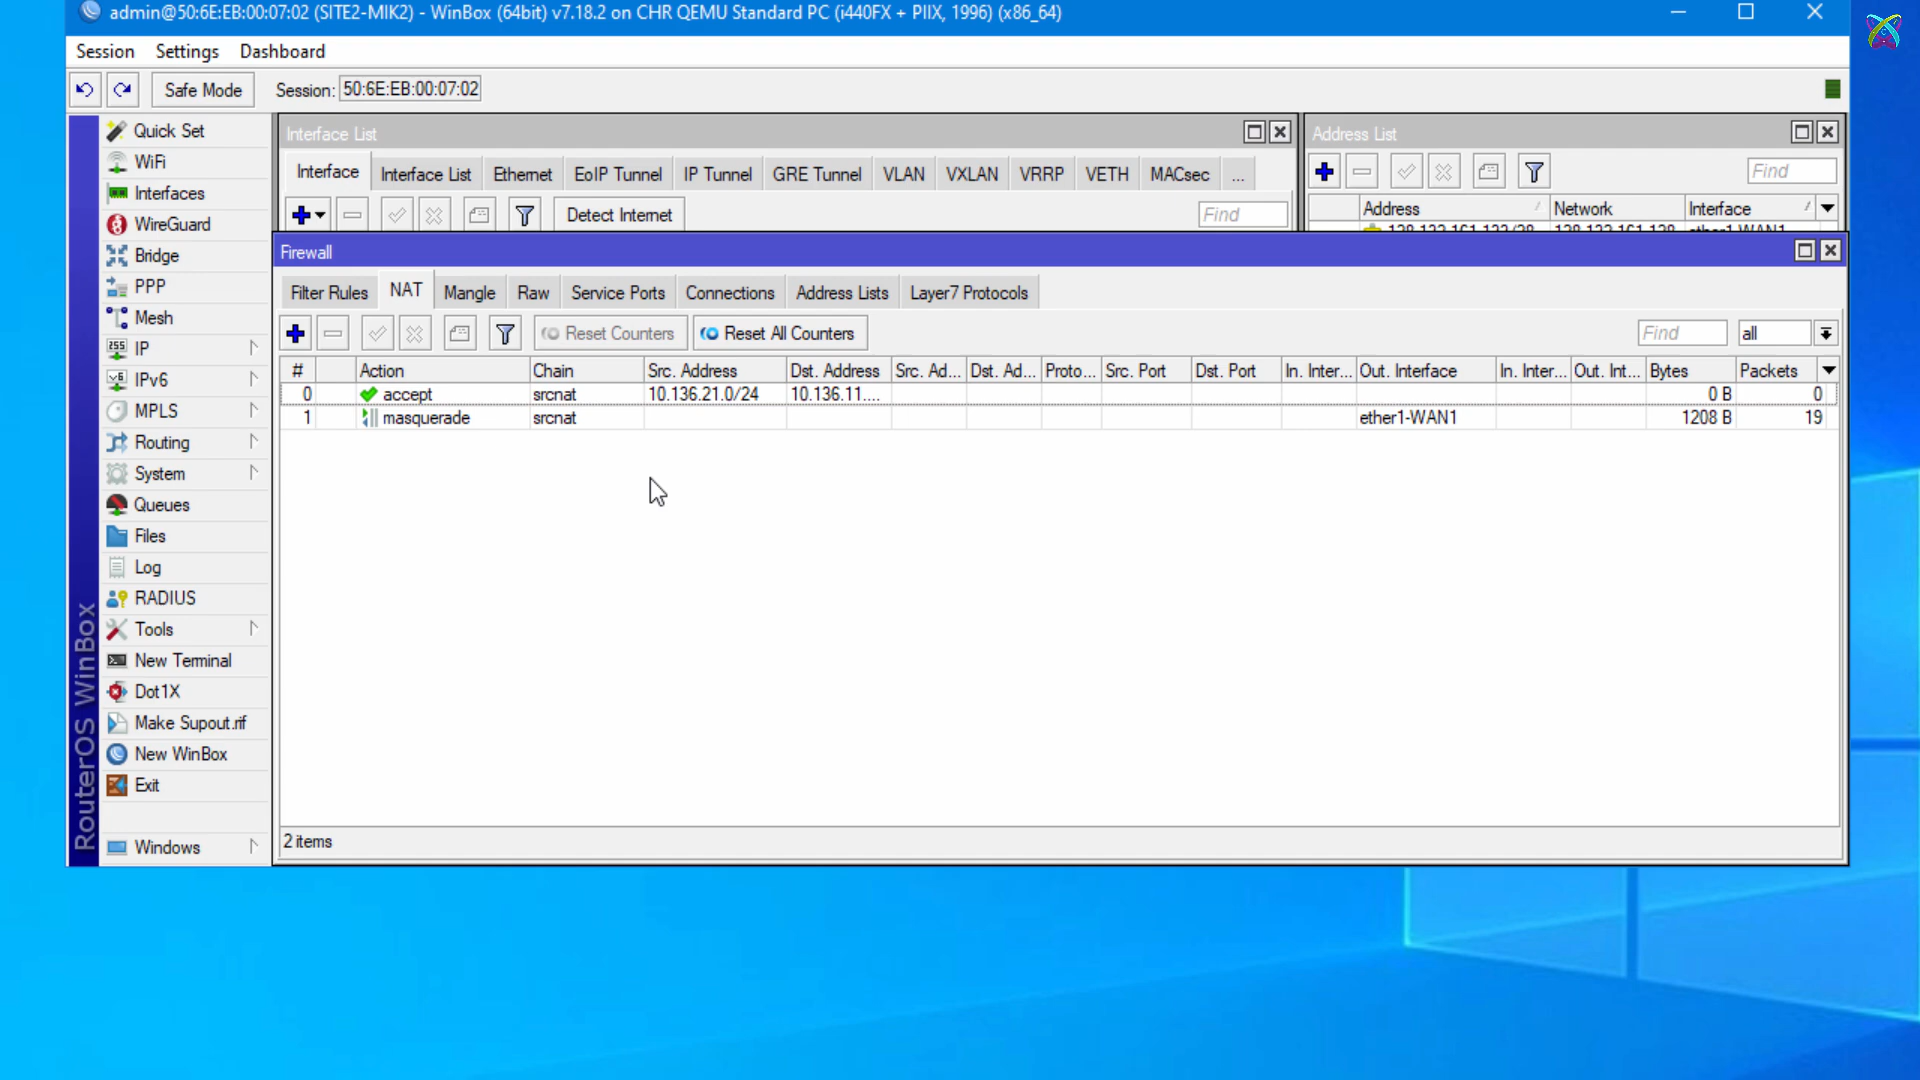 admin@50:6E:EB:00:07:02 (SITE2-MIK2) - WinBox (64bit) v7.18.2 on CHR QEMU Standard PC (i440FX + PIIX, 1996) (x86_64)
Session Settings Dashboard
Safe Mode Session: 50:6E:EB:00:07:02
Quick Set
WiFi
Interfaces
WireGuard
Bridge
PPP
Mesh
IP
IPv6
MPLS
Routing
System
Queues
Files
Log
RADIUS
Tools
New Terminal
Dot1X
Make Supout.rif
New WinBox
Exit
Windows
RouterOS WinBox
Interface List
Interface Interface List Ethernet EoIP Tunnel IP Tunnel GRE Tunnel VLAN VXLAN VRRP VETH MACsec ...
Detect Internet Find
Address List
Find
Address Network Interface
Firewall
Filter Rules NAT Mangle Raw Service Ports Connections Address Lists Layer7 Protocols
Reset Counters Reset All Counters Find all
# Action Chain Src. Address Dst. Address Src. Ad... Dst. Ad... Proto... Src. Port Dst. Port In. Inter... Out. Interface In. Inter... Out. Int... Bytes Packets
0 accept srcnat 10.136.21.0/24 10.136.11.... 0 B 0
1 masquerade srcnat ether1-WAN1 1208 B 19
2 items